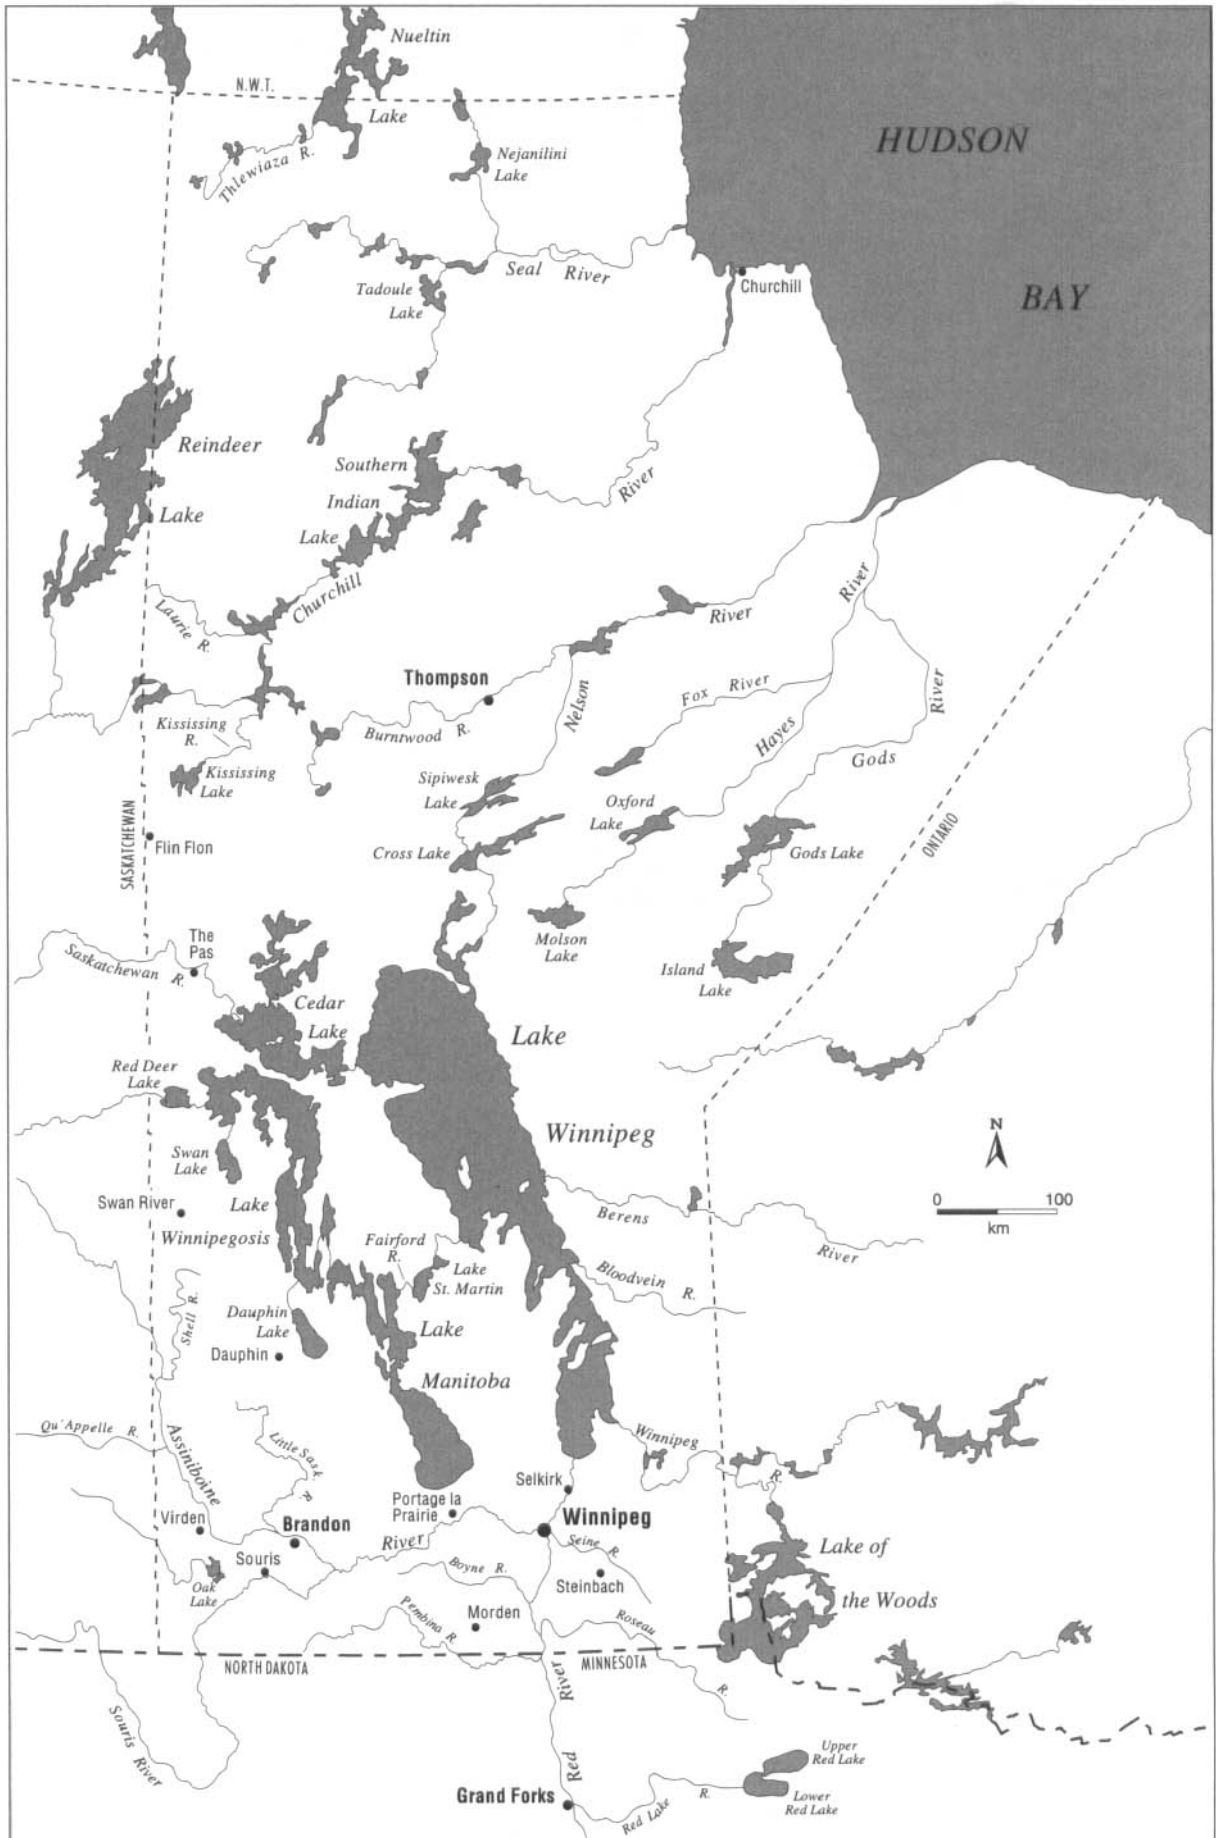 Nueltin
N.W.T.
Lake
HUDSON
Thlewiaza R.
Nejanilini
Lake
Seal River
Tadoule
Lake
Churchill
BAY
Reindeer
Lake
Southern
Indian
Lake
River
Churchill
Laurie R.
River
River
Thompson
Nelson
Fox River
River
Kississing
R.
Burntwood R.
Hayes
Gods
Kississing
Lake
Sipiwesk
Lake
Oxford
Lake
SASKATCHEWAN
Flin Flon
Cross Lake
Gods Lake
ONTARIO
The
Pas
Saskatchewan R.
Molson
Lake
Island
Lake
Cedar
Lake
Lake
Red Deer
Lake
Winnipeg
N
Swan
Lake
Swan River
Lake
Winnipegosis
0 100
km
Berens
River
Fairford
R.
Lake
St. Martin
Bloodvein R.
Shell R.
Dauphin
Lake
Lake
Dauphin
Manitoba
Qu'Appelle R.
Assiniboine
Little Sask. R.
Winnipeg
R.
Selkirk
Portage la
Prairie
Virden
Brandon
Winnipeg
River
Seine R.
Lake of
Souris
Boyne R.
Oak
Lake
Steinbach
the Woods
Pembina R.
Morden
Roseau
NORTH DAKOTA
MINNESOTA
River
R.
Souris River
Red
Upper
Red Lake
Grand Forks
Red Lake R.
Lower
Red Lake